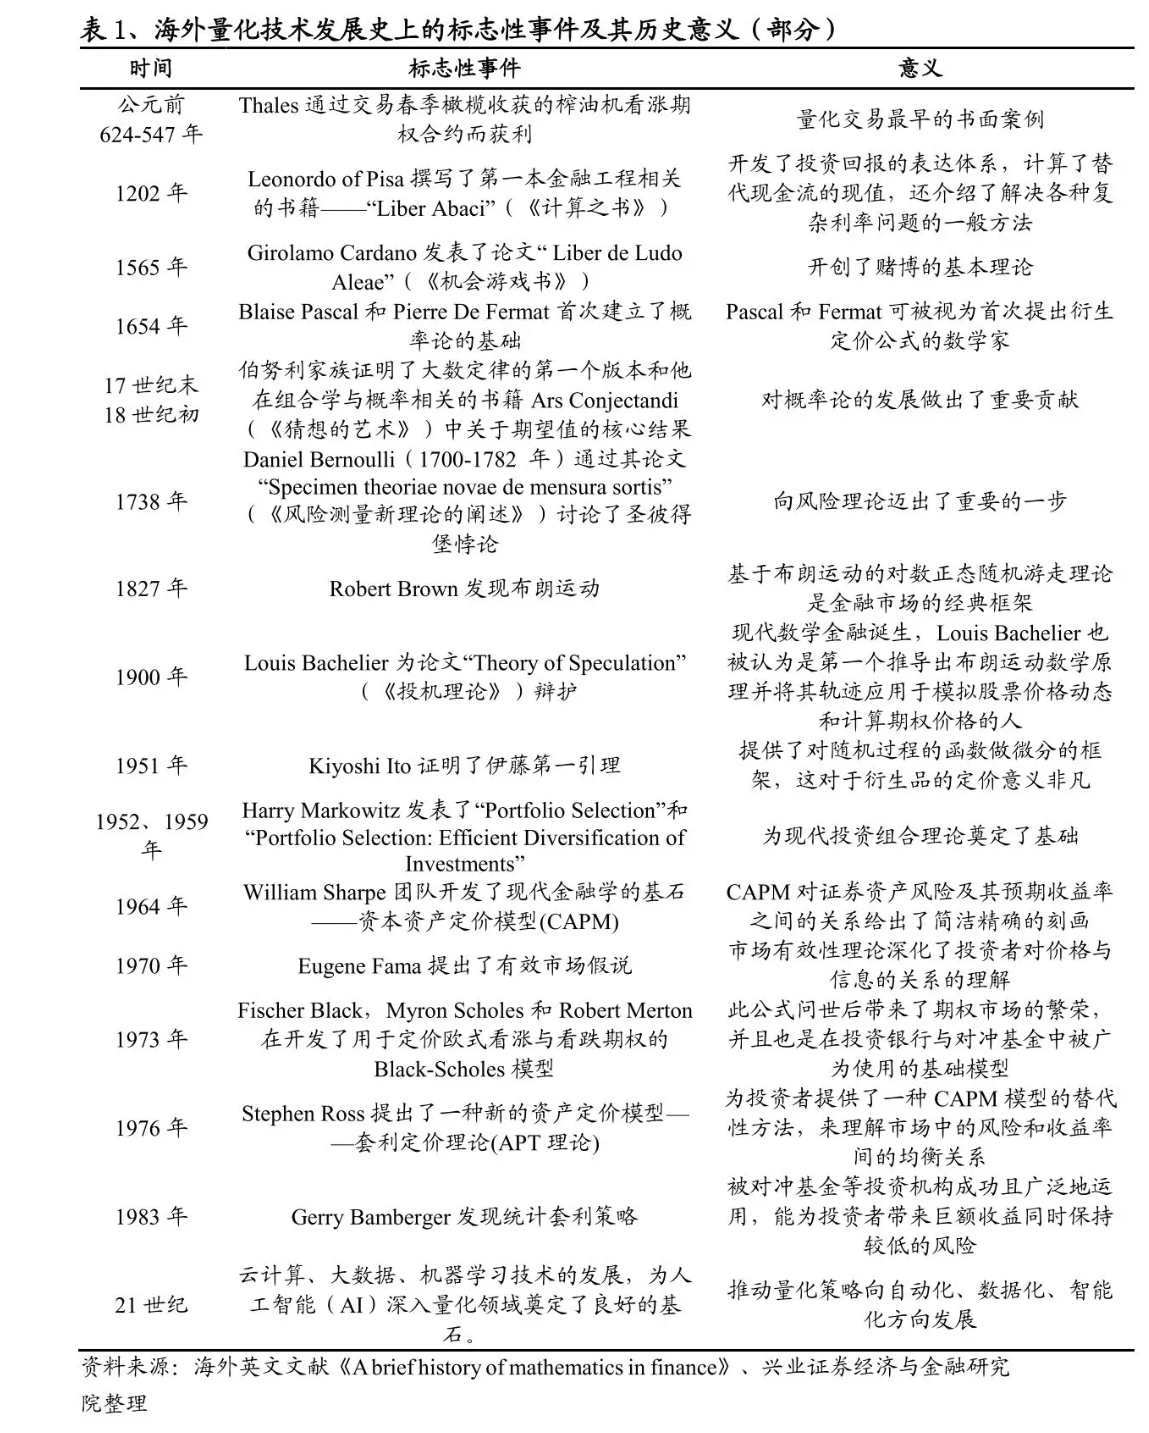 表 1、海外量化技术发展史上的标志性事件及其历史意义（部分）
时间 标志性事件 意义
公元前
624-547 年
Thales 通过交易春季橄榄收获的榨油机看涨期
权合约而获利
量化交易最早的书面案例
1202 年
Leonordo of Pisa 撰写了第一本金融工程相关
的书籍——“Liber Abaci”（《计算之书》）
开发了投资回报的表达体系，计算了替
代现金流的现值，还介绍了解决各种复
杂利率问题的一般方法
1565 年
Girolamo Cardano 发表了论文“ Liber de Ludo
Aleae”（《机会游戏书》）
开创了赌博的基本理论
1654 年
Blaise Pascal 和 Pierre De Fermat 首次建立了概
率论的基础
Pascal 和 Fermat 可被视为首次提出衍生
定价公式的数学家
17 世纪末
18 世纪初
伯努利家族证明了大数定律的第一个版本和他
在组合学与概率相关的书籍 Ars Conjectandi
（《猜想的艺术》）中关于期望值的核心结果
对概率论的发展做出了重要贡献
1738 年
Daniel Bernoulli（1700-1782 年）通过其论文
“Specimen theoriae novae de mensura sortis”
（《风险测量新理论的阐述》）讨论了圣彼得
堡悖论
向风险理论迈出了重要的一步
1827 年
Robert Brown 发现布朗运动
基于布朗运动的对数正态随机游走理论
是金融市场的经典框架
1900 年
Louis Bachelier 为论文“Theory of Speculation”
（《投机理论》）辩护
现代数学金融诞生，Louis Bachelier 也
被认为是第一个推导出布朗运动数学原
理并将其轨迹应用于模拟股票价格动态
和计算期权价格的人
1951 年
Kiyoshi Ito 证明了伊藤第一引理
提供了对随机过程的函数做微分的框
架，这对于衍生品的定价意义非凡
1952、1959
年
Harry Markowitz 发表了“Portfolio Selection”和
“Portfolio Selection: Efficient Diversification of
Investments”
为现代投资组合理论奠定了基础
1964 年
William Sharpe 团队开发了现代金融学的基石
——资本资产定价模型(CAPM)
CAPM 对证券资产风险及其预期收益率
之间的关系给出了简洁精确的刻画
1970 年
Eugene Fama 提出了有效市场假说
市场有效性理论深化了投资者对价格与
信息的关系的理解
1973 年
Fischer Black，Myron Scholes 和 Robert Merton
在开发了用于定价欧式看涨与看跌期权的
Black-Scholes 模型
此公式问世后带来了期权市场的繁荣，
并且也是在投资银行与对冲基金中被广
为使用的基础模型
1976 年
Stephen Ross 提出了一种新的资产定价模型—
—套利定价理论(APT 理论)
为投资者提供了一种 CAPM 模型的替代
性方法，来理解市场中的风险和收益率
间的均衡关系
1983 年
Gerry Bamberger 发现统计套利策略
被对冲基金等投资机构成功且广泛地运
用，能为投资者带来巨额收益同时保持
较低的风险
21 世纪
云计算、大数据、机器学习技术的发展，为人
工智能（AI）深入量化领域奠定了良好的基
石。
推动量化策略向自动化、数据化、智能
化方向发展
资料来源：海外英文文献《A brief history of mathematics in finance》、兴业证券经济与金融研究
院整理